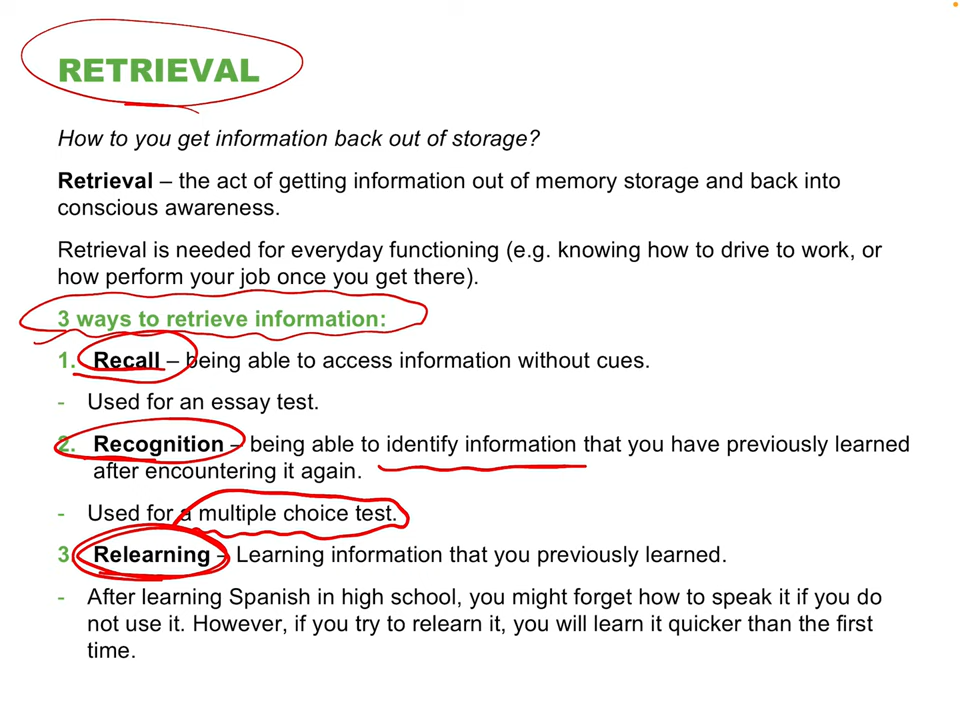 RETRIEVAL
How to you get information back out of storage?
Retrieval – the act of getting information out of memory storage and back into
conscious awareness.
Retrieval is needed for everyday functioning (e.g. knowing how to drive to work, or
how perform your job once you get there).
3 ways to retrieve information:
1. Recall – being able to access information without cues.
- Used for an essay test.
2. Recognition – being able to identify information that you have previously learned
after encountering it again.
- Used for a multiple choice test.
3. Relearning – Learning information that you previously learned.
- After learning Spanish in high school, you might forget how to speak it if you do
not use it. However, if you try to relearn it, you will learn it quicker than the first
time.